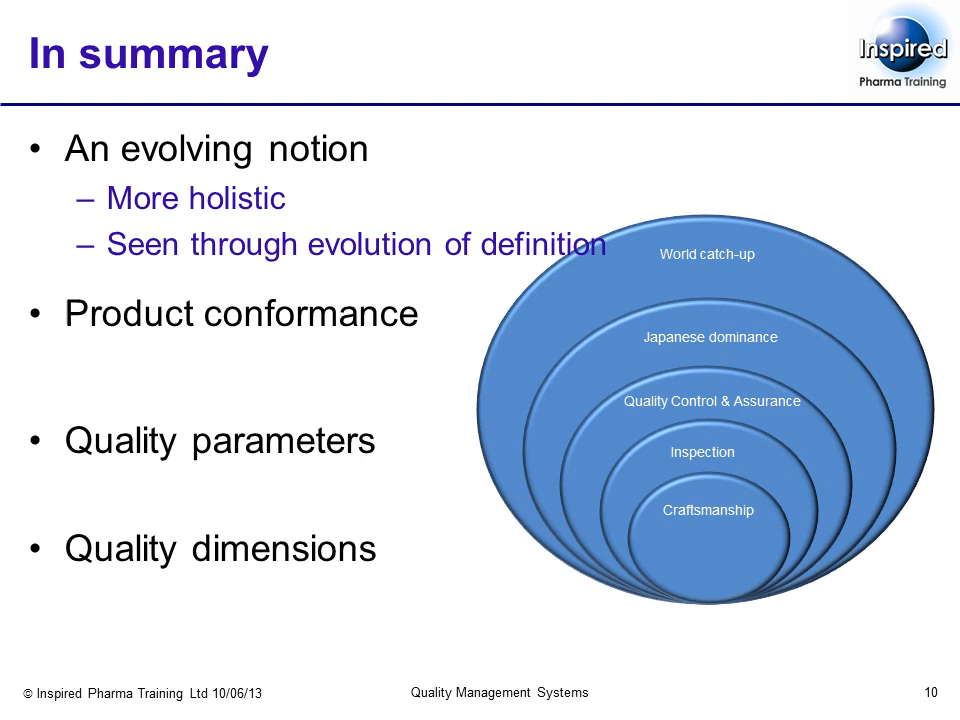 In summary
Inspired
Pharma Training
• An evolving notion
– More holistic
– Seen through evolution of definition
• Product conformance
• Quality parameters
• Quality dimensions
World catch-up
Japanese dominance
Quality Control & Assurance
Inspection
Craftsmanship
© Inspired Pharma Training Ltd 10/06/13
Quality Management Systems
10